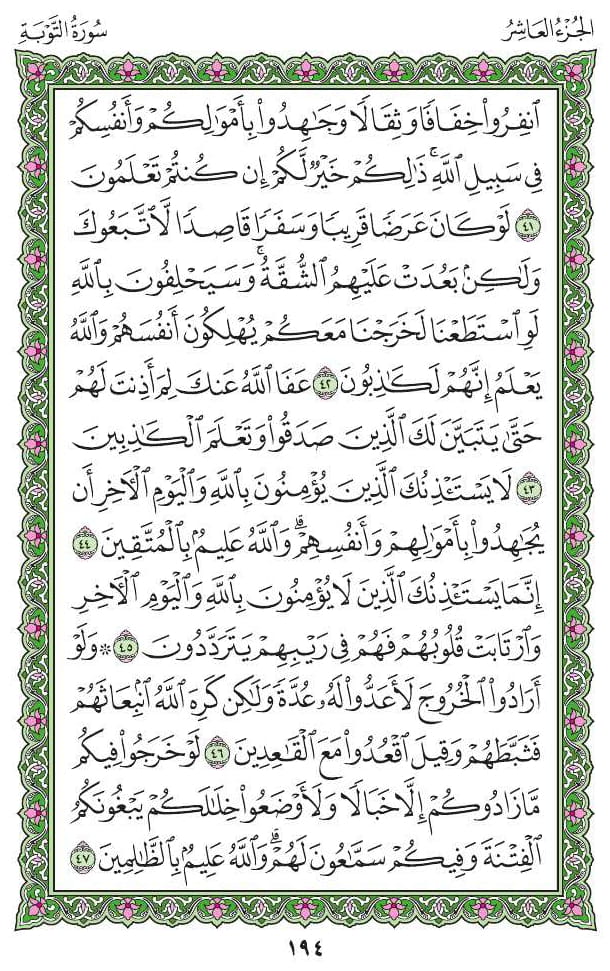 الجُزْءُ العَاشِرُ
سُورَةُ التَّوْبَةِ
ٱنفِرُوا۟ خِفَافًا وَثِقَالًا وَجَـٰهِدُوا۟ بِأَمْوَٰلِكُمْ وَأَنفُسِكُمْ
فِى سَبِيلِ ٱللَّهِ ۚ ذَٰلِكُمْ خَيْرٌ لَّكُمْ إِن كُنتُمْ تَعْلَمُونَ
٤١ لَوْ كَانَ عَرَضًا قَرِيبًا وَسَفَرًا قَاصِدًا لَّٱتَّبَعُوكَ
وَلَـٰكِنۢ بَعُدَتْ عَلَيْهِمُ ٱلشُّقَّةُ ۚ وَسَيَحْلِفُونَ بِٱللَّهِ
لَوِ ٱسْتَطَعْنَا لَخَرَجْنَا مَعَكُمْ يُهْلِكُونَ أَنفُسَهُمْ وَٱللَّهُ
يَعْلَمُ إِنَّهُمْ لَكَـٰذِبُونَ ٤٢ عَفَا ٱللَّهُ عَنكَ لِمَ أَذِنتَ لَهُمْ
حَتَّىٰ يَتَبَيَّنَ لَكَ ٱلَّذِينَ صَدَقُوا۟ وَتَعْلَمَ ٱلْكَـٰذِبِينَ
٤٣ لَا يَسْتَـْٔذِنُكَ ٱلَّذِينَ يُؤْمِنُونَ بِٱللَّهِ وَٱلْيَوْمِ ٱلْـَٔاخِرِ أَن
يُجَـٰهِدُوا۟ بِأَمْوَٰلِهِمْ وَأَنفُسِهِمْ ۗ وَٱللَّهُ عَلِيمٌۢ بِٱلْمُتَّقِينَ ٤٤
إِنَّمَا يَسْتَـْٔذِنُكَ ٱلَّذِينَ لَا يُؤْمِنُونَ بِٱللَّهِ وَٱلْيَوْمِ ٱلْـَٔاخِرِ
وَٱرْتَابَتْ قُلُوبُهُمْ فَهُمْ فِى رَيْبِهِمْ يَتَرَدَّدُونَ ٤٥ ۞ وَلَوْ
أَرَادُوا۟ ٱلْخُرُوجَ لَأَعَدُّوا۟ لَهُۥ عُدَّةً وَلَـٰكِن كَرِهَ ٱللَّهُ ٱنۢبِعَاثَهُمْ
فَثَبَّطَهُمْ وَقِيلَ ٱقْعُدُوا۟ مَعَ ٱلْقَـٰعِدِينَ ٤٦ لَوْ خَرَجُوا۟ فِيكُم
مَّا زَادُوكُمْ إِلَّا خَبَالًا وَلَأَوْضَعُوا۟ خِلَـٰلَكُمْ يَبْغُونَكُمُ
ٱلْفِتْنَةَ وَفِيكُمْ سَمَّـٰعُونَ لَهُمْ ۗ وَٱللَّهُ عَلِيمٌۢ بِٱلظَّـٰلِمِينَ ٤٧
١٩٤